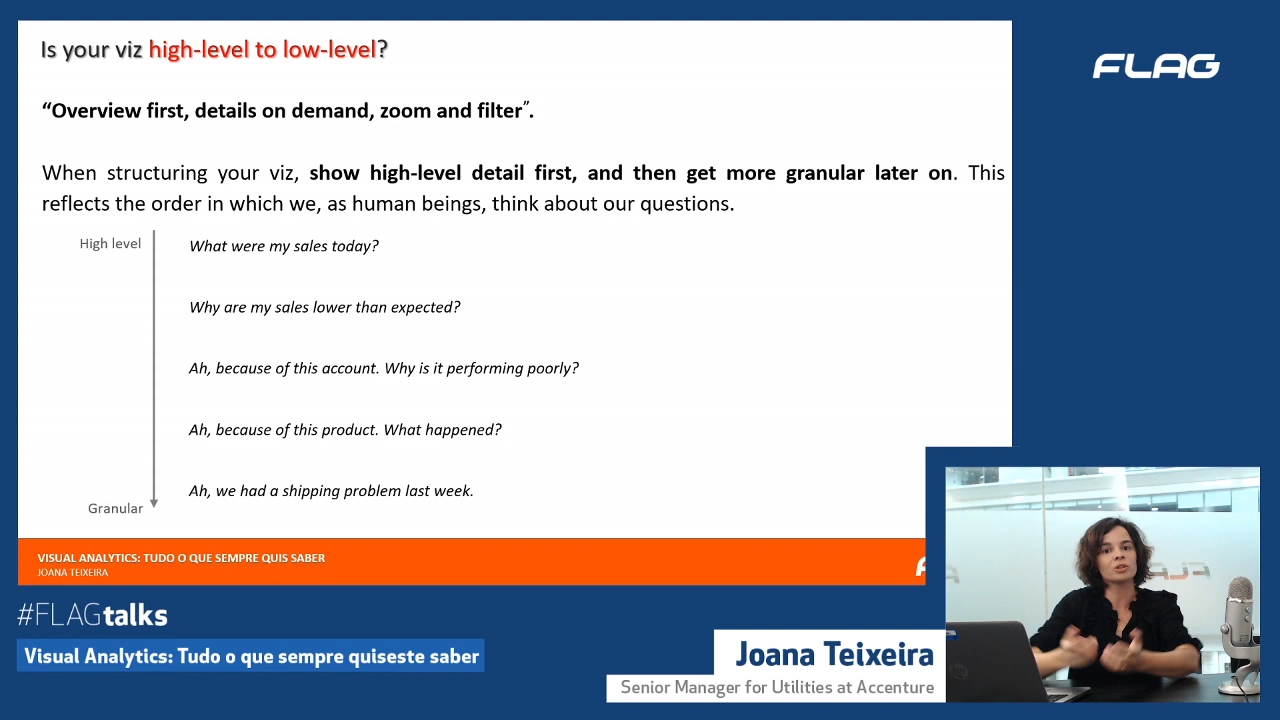 Is your viz high-level to low-level?
FLAG
“Overview first, details on demand, zoom and filter”.
When structuring your viz, show high-level detail first, and then get more granular later on. This
reflects the order in which we, as human beings, think about our questions.
High level
What were my sales today?
Why are my sales lower than expected?
Ah, because of this account. Why is it performing poorly?
Ah, because of this product. What happened?
Ah, we had a shipping problem last week.
Granular
VISUAL ANALYTICS: TUDO O QUE SEMPRE QUIS SABER
JOANA TEIXEIRA
#FLAGtalks
Visual Analytics: Tudo o que sempre quiseste saber
Joana Teixeira
Senior Manager for Utilities at Accenture